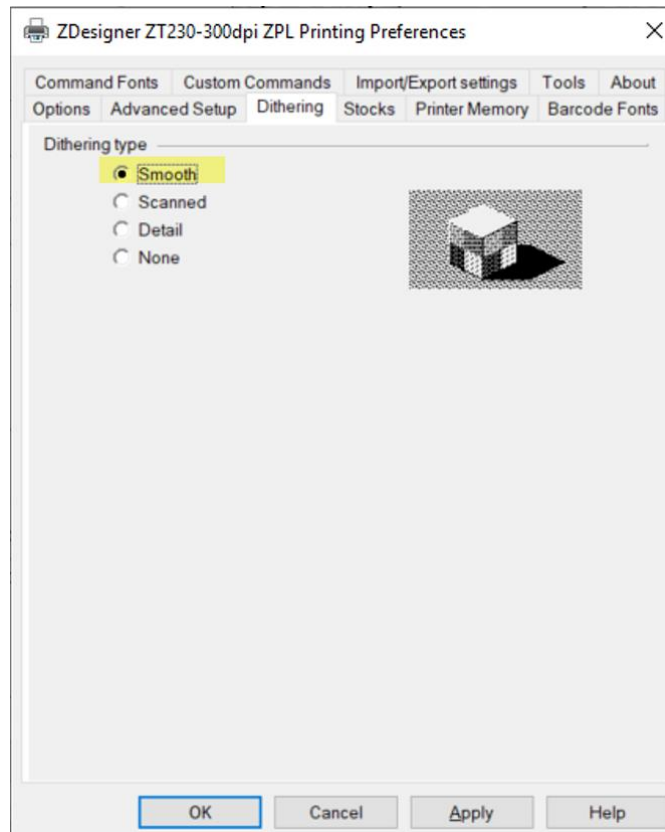 ZDesigner ZT230-300dpi ZPL Printing Preferences
Command Fonts Custom Commands Import/Export settings Tools About
Options Advanced Setup Dithering Stocks Printer Memory Barcode Fonts
Dithering type
Smooth
Scanned
Detail
None
OK Cancel Apply Help